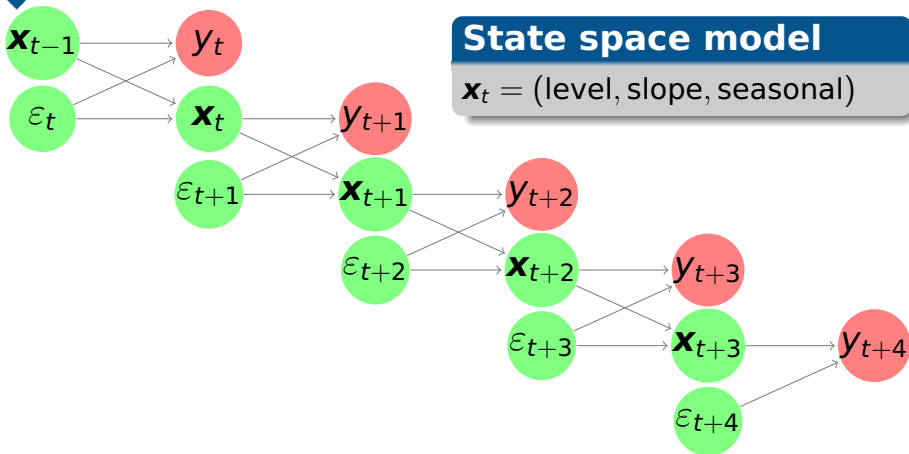 State space model
𝒙ₜ = (level, slope, seasonal)
𝒙ₜ₋₁ yₜ
εₜ 𝒙ₜ yₜ₊₁
εₜ₊₁ 𝒙ₜ₊₁ yₜ₊₂
εₜ₊₂ 𝒙ₜ₊₂ yₜ₊₃
εₜ₊₃ 𝒙ₜ₊₃ yₜ₊₄
εₜ₊₄